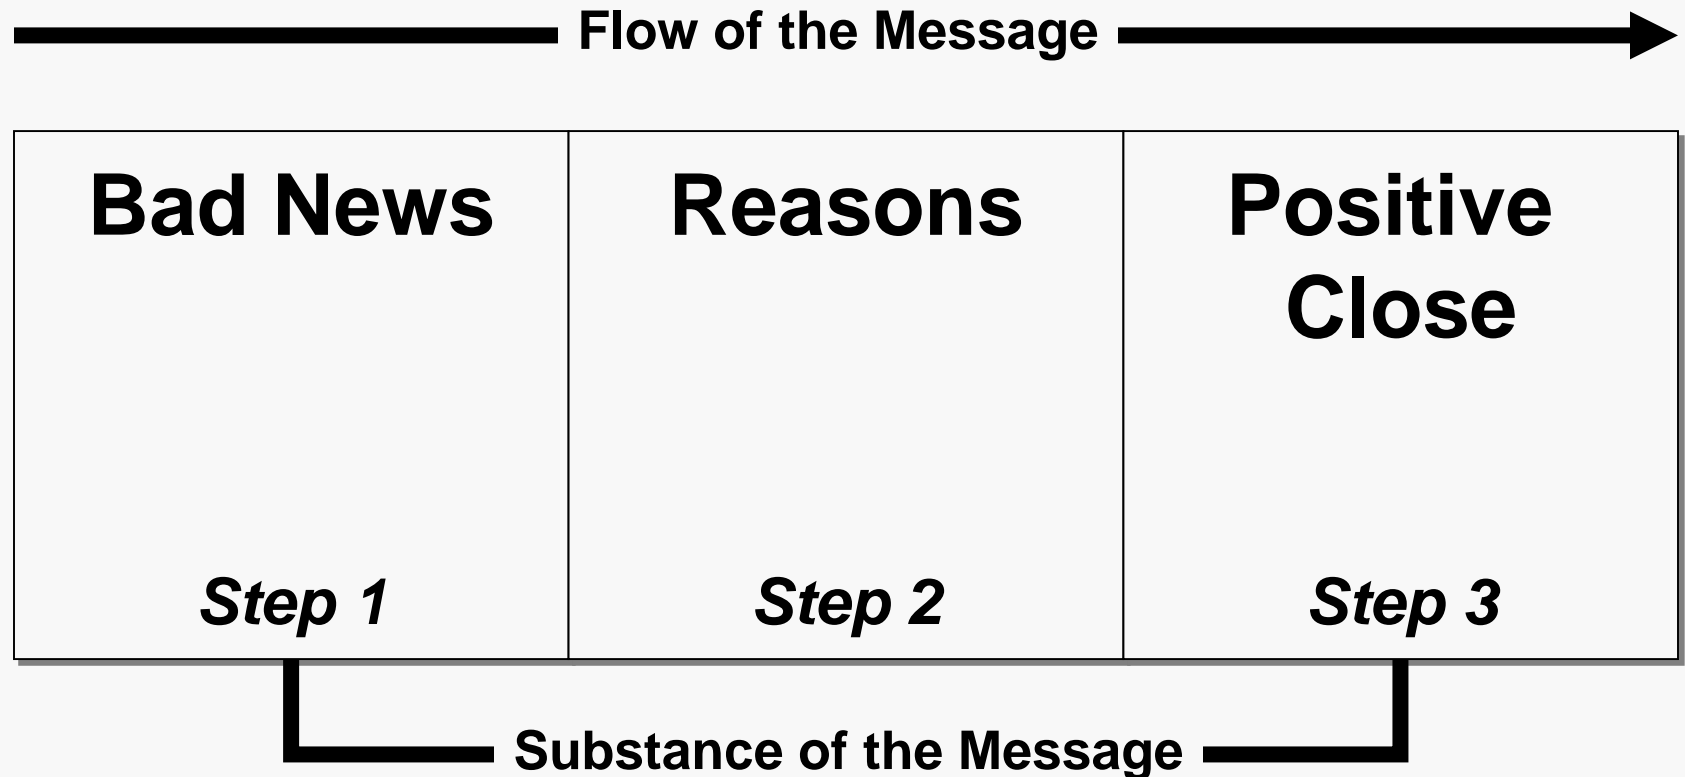 Flow of the Message
Bad News
Reasons
Positive
Close
Step 1
Step 2
Step 3
Substance of the Message